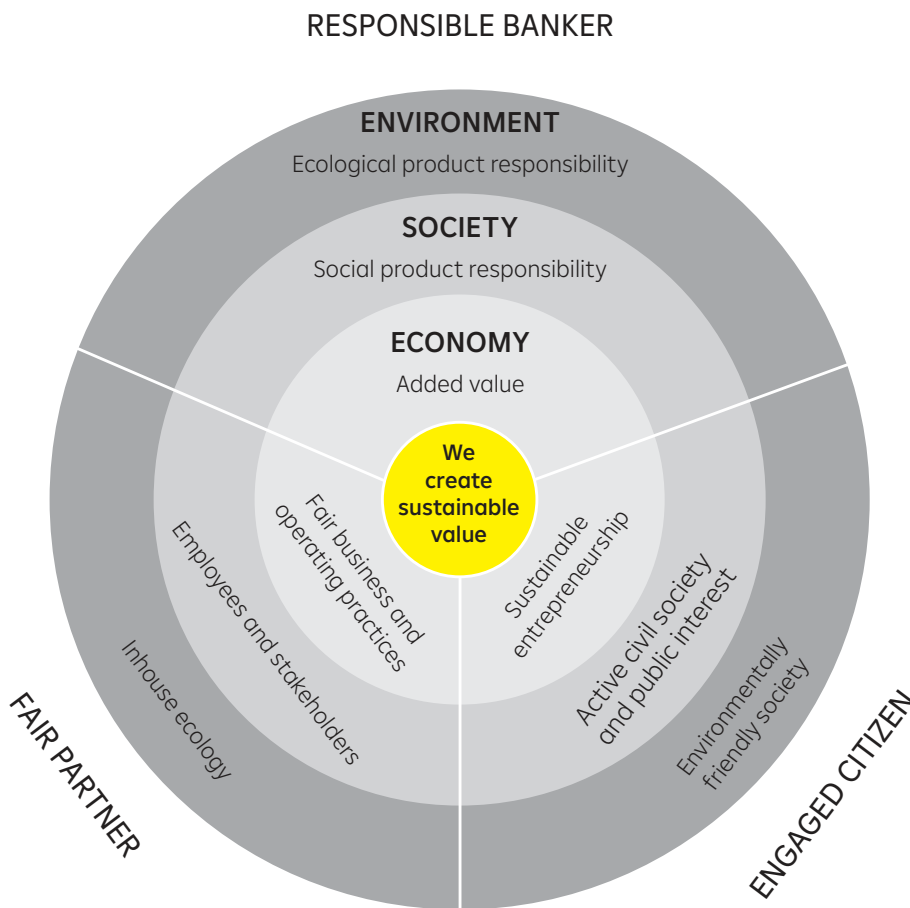 RESPONSIBLE BANKER
ENVIRONMENT
Ecological product responsibility
SOCIETY
Social product responsibility
ECONOMY
Added value
We
create
sustainable
value
Fair business and
operating practices
Employees and stakeholders
Inhouse ecology
FAIR PARTNER
Sustainable
entrepreneurship
Active civil society
and public interest
Environmentally
friendly society
ENGAGED CITIZEN